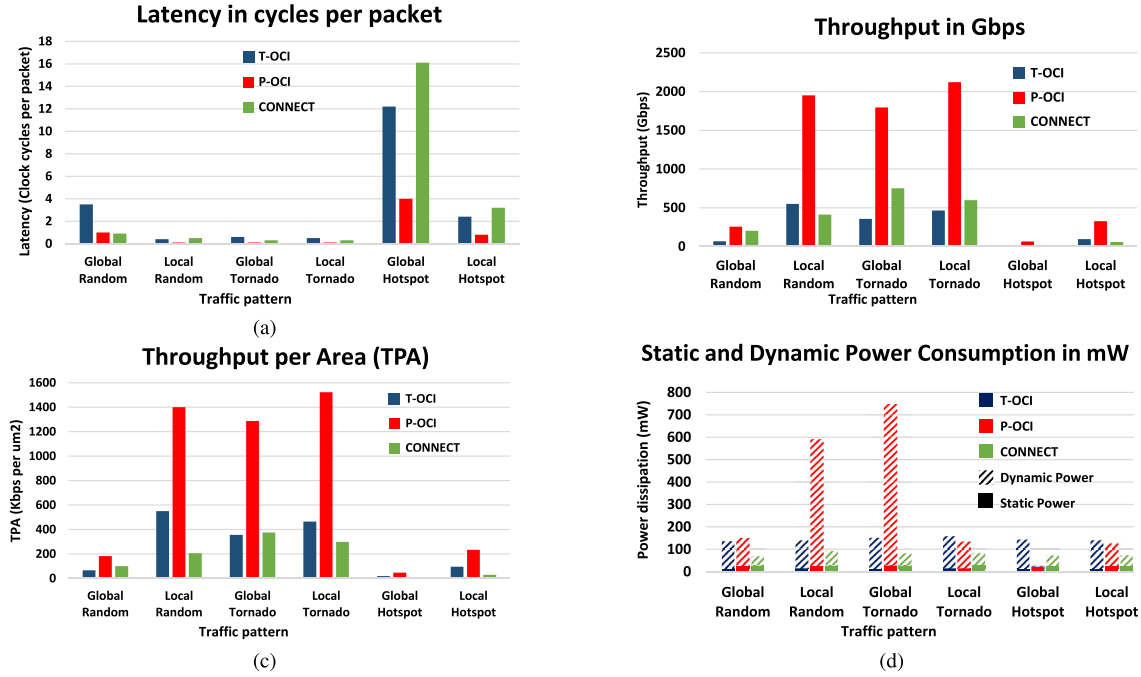 Latency in cycles per packet
Latency (Clock cycles per packet)
18
16
14
12
10
8
6
4
2
0
T-OCI
P-OCI
CONNECT
Global Random
Local Random
Global Tornado
Local Tornado
Global Hotspot
Local Hotspot
Traffic pattern
(a)
Throughput in Gbps
Throughput (Gbps)
2500
2000
1500
1000
500
0
T-OCI
P-OCI
CONNECT
Global Random
Local Random
Global Tornado
Local Tornado
Global Hotspot
Local Hotspot
Traffic pattern
Throughput per Area (TPA)
TPA (Kbps per um2)
1600
1400
1200
1000
800
600
400
200
0
T-OCI
P-OCI
CONNECT
Global Random
Local Random
Global Tornado
Local Tornado
Global Hotspot
Local Hotspot
Traffic pattern
(c)
Static and Dynamic Power Consumption in mW
Power dissipation (mW)
800
700
600
500
400
300
200
100
0
T-OCI
P-OCI
CONNECT
Dynamic Power
Static Power
Global Random
Local Random
Global Tornado
Local Tornado
Global Hotspot
Local Hotspot
Traffic pattern
(d)